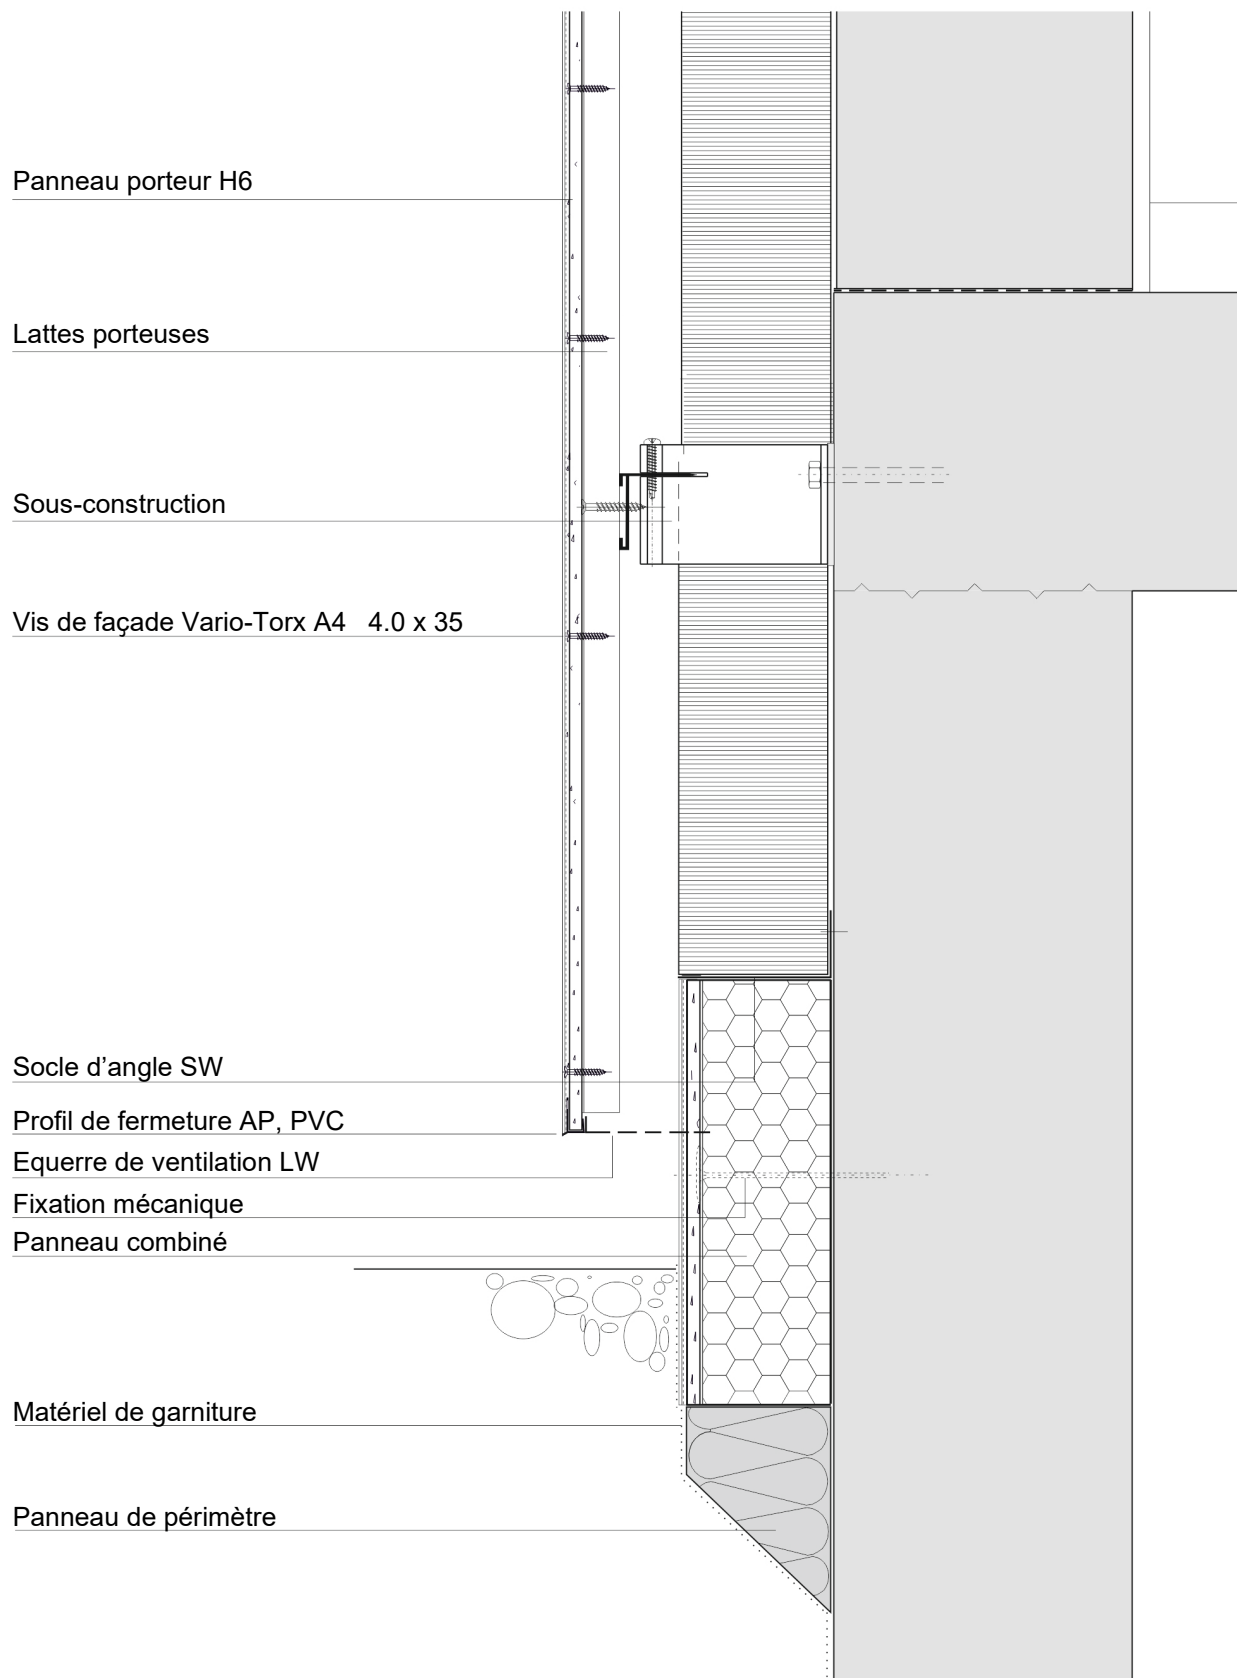 Panneau porteur H6
Lattes porteuses
Sous-construction
Vis de façade Vario-Torx A4   4.0 x 35
Socle d’angle SW
Profil de fermeture AP, PVC
Equerre de ventilation LW
Fixation mécanique
Panneau combiné
Matériel de garniture
Panneau de périmètre